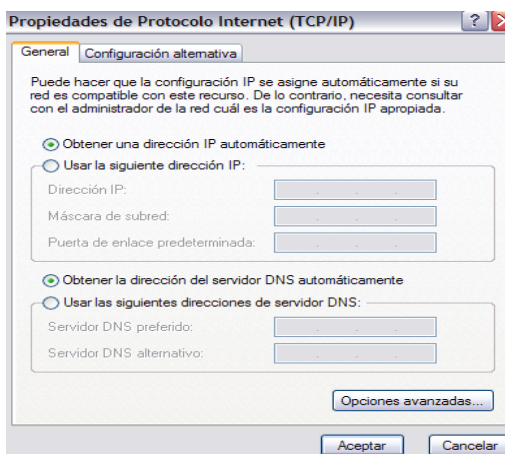 Propiedades de Protocolo Internet (TCP/IP)
General
Configuración alternativa
Puede hacer que la configuración IP se asigne automáticamente si su
red es compatible con este recurso. De lo contrario, necesita consultar
con el administrador de la red cuál es la configuración IP apropiada.
Obtener una dirección IP automáticamente
Usar la siguiente dirección IP:
Dirección IP:
Máscara de subred:
Puerta de enlace predeterminada:
Obtener la dirección del servidor DNS automáticamente
Usar las siguientes direcciones de servidor DNS:
Servidor DNS preferido:
Servidor DNS alternativo:
Opciones avanzadas...
Aceptar
Cancelar